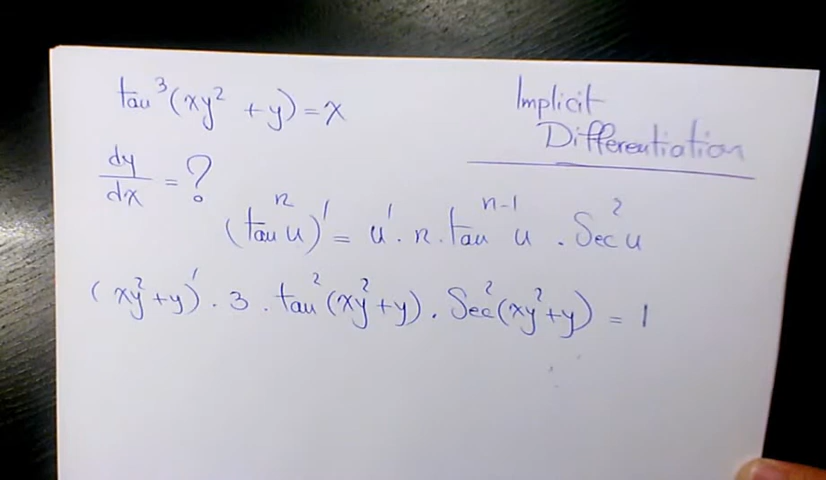 tan³(xy² + y) = x
Implicit
Differentiation
dy/dx = ?
(tanⁿ u)' = u' . n . tanⁿ⁻¹ u . Sec² u
(xy² + y)' . 3 . tan²(xy² + y) . Sec²(xy² + y) = 1